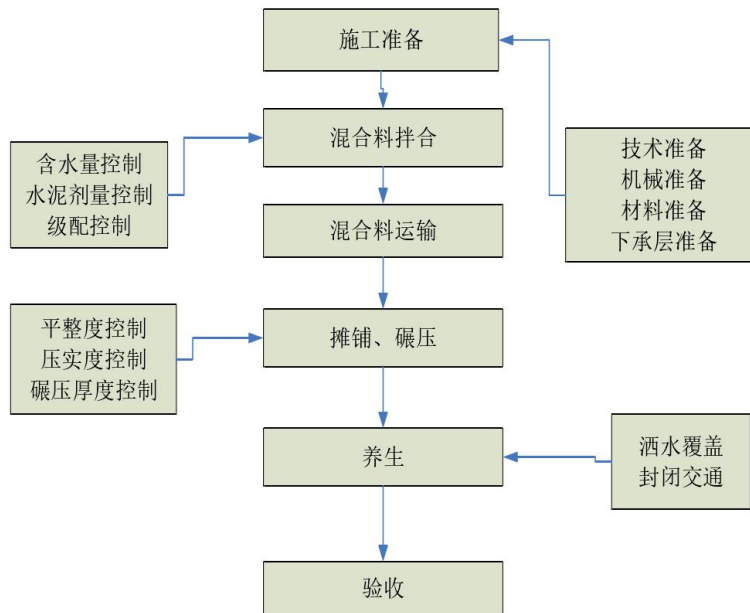 施工准备
混合料拌合
含水量控制
水泥剂量控制
级配控制
技术准备
机械准备
材料准备
下承层准备
混合料运输
平整度控制
压实度控制
碾压厚度控制
摊铺、碾压
养生
洒水覆盖
封闭交通
验收